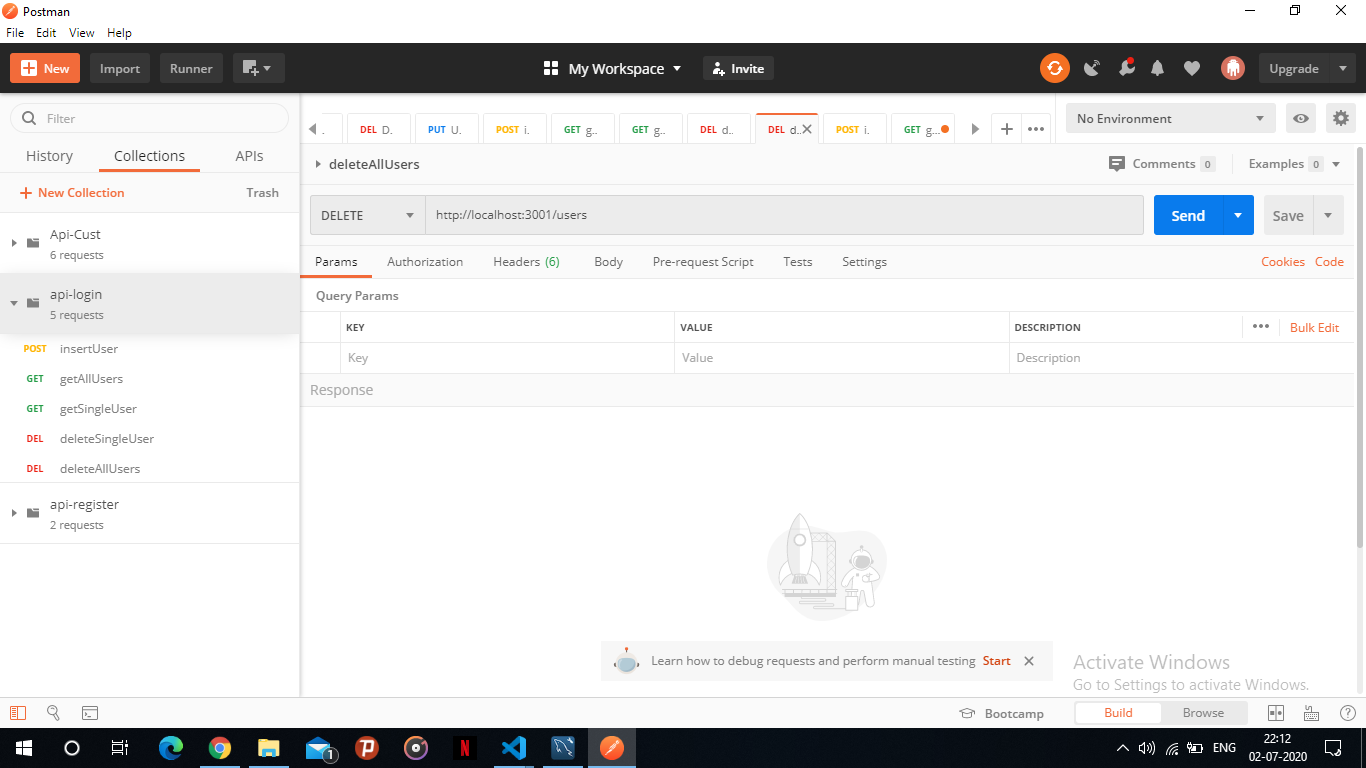 Postman
File Edit View Help
New Import Runner My Workspace Invite Upgrade
Filter
History Collections APIs
New Collection Trash
Api-Cust
6 requests
api-login
5 requests
POST insertUser
GET getAllUsers
GET getSingleUser
DEL deleteSingleUser
DEL deleteAllUsers
api-register
2 requests
. DEL D. PUT U. POST i. GET g.. GET g.. DEL d.. DEL d.. POST i. GET g...
No Environment
deleteAllUsers Comments 0 Examples 0
DELETE http://localhost:3001/users Send Save
Params Authorization Headers (6) Body Pre-request Script Tests Settings Cookies Code
Query Params
KEY VALUE DESCRIPTION ••• Bulk Edit
Key Value Description
Response
Learn how to debug requests and perform manual testing Start
Activate Windows
Go to Settings to activate Windows.
Bootcamp Build Browse
1 N ENG 22:12
02-07-2020